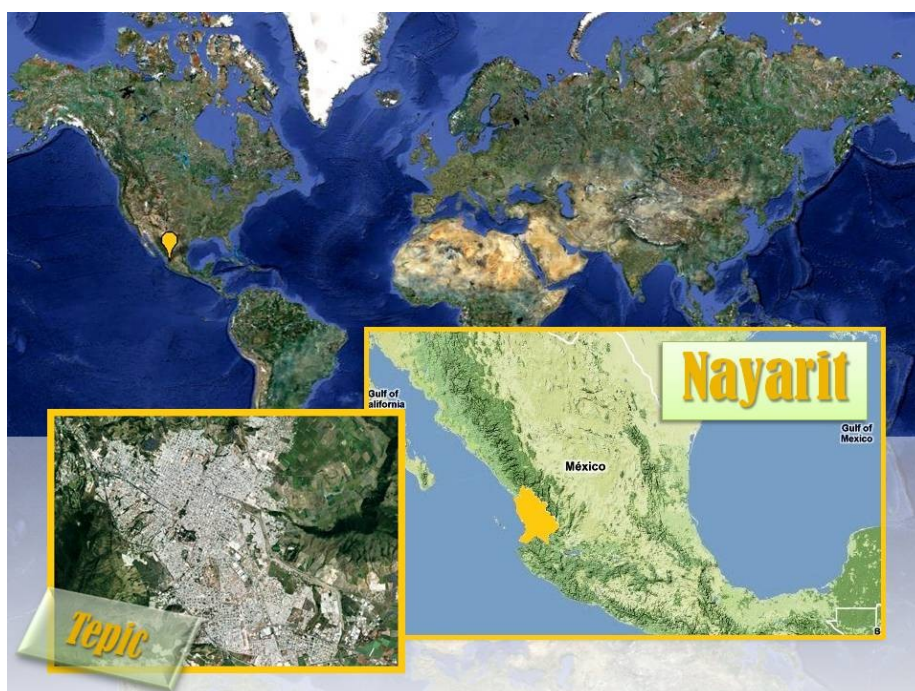 Nayarit
Gulf of
alifornia
Gulf of
Mexico
México
Tepic
B